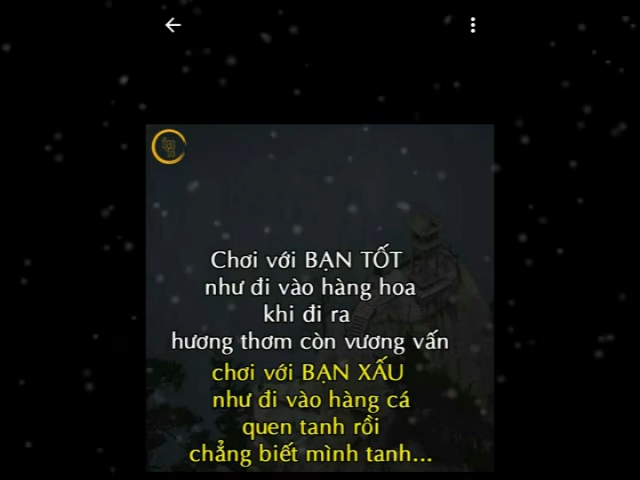 Chơi với BẠN TỐT
như đi vào hàng hoa
khi đi ra
hương thơm còn vương vấn
chơi với BẠN XẤU
như đi vào hàng cá
quen tanh rồi
chẳng biết mình tanh...